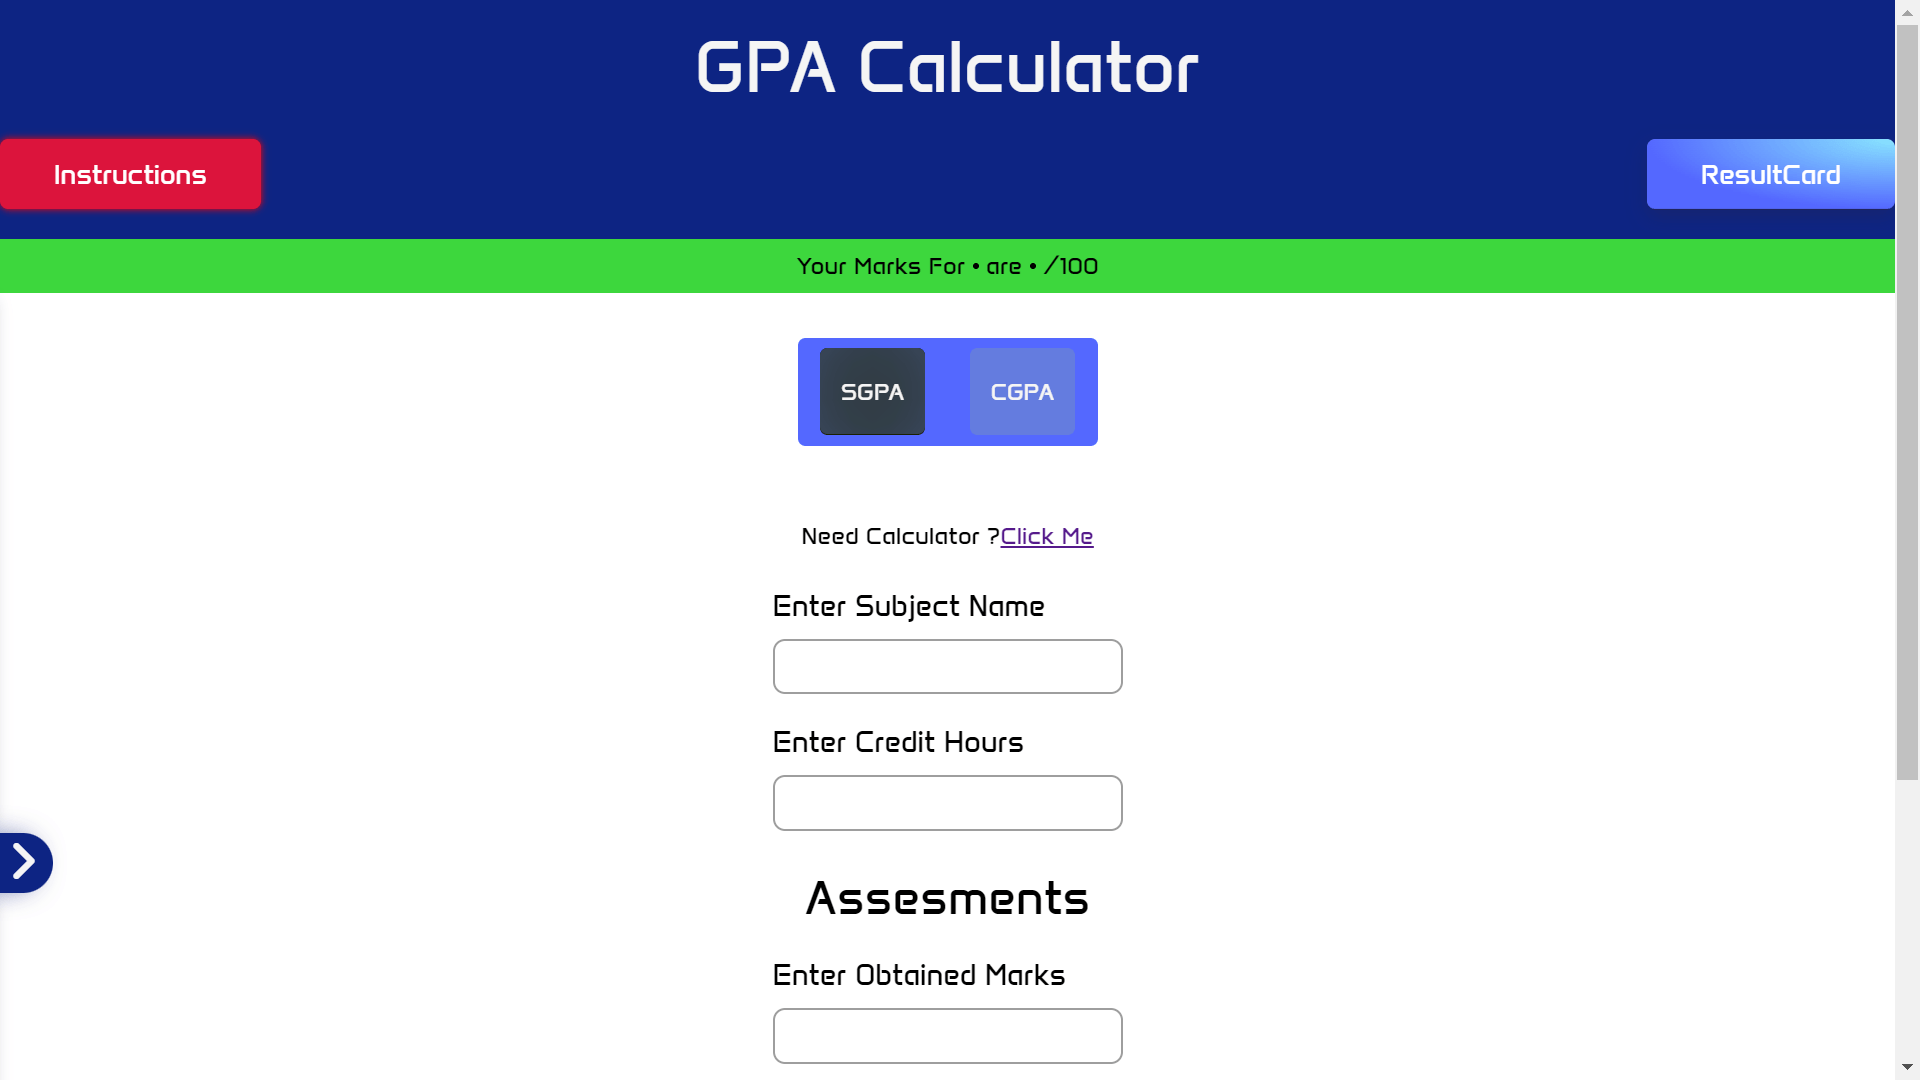 GPA Calculator
Instructions
ResultCard
Your Marks For • are • /100
SGPA
CGPA
Need Calculator ?Click Me
Enter Subject Name
Enter Credit Hours
Assesments
Enter Obtained Marks